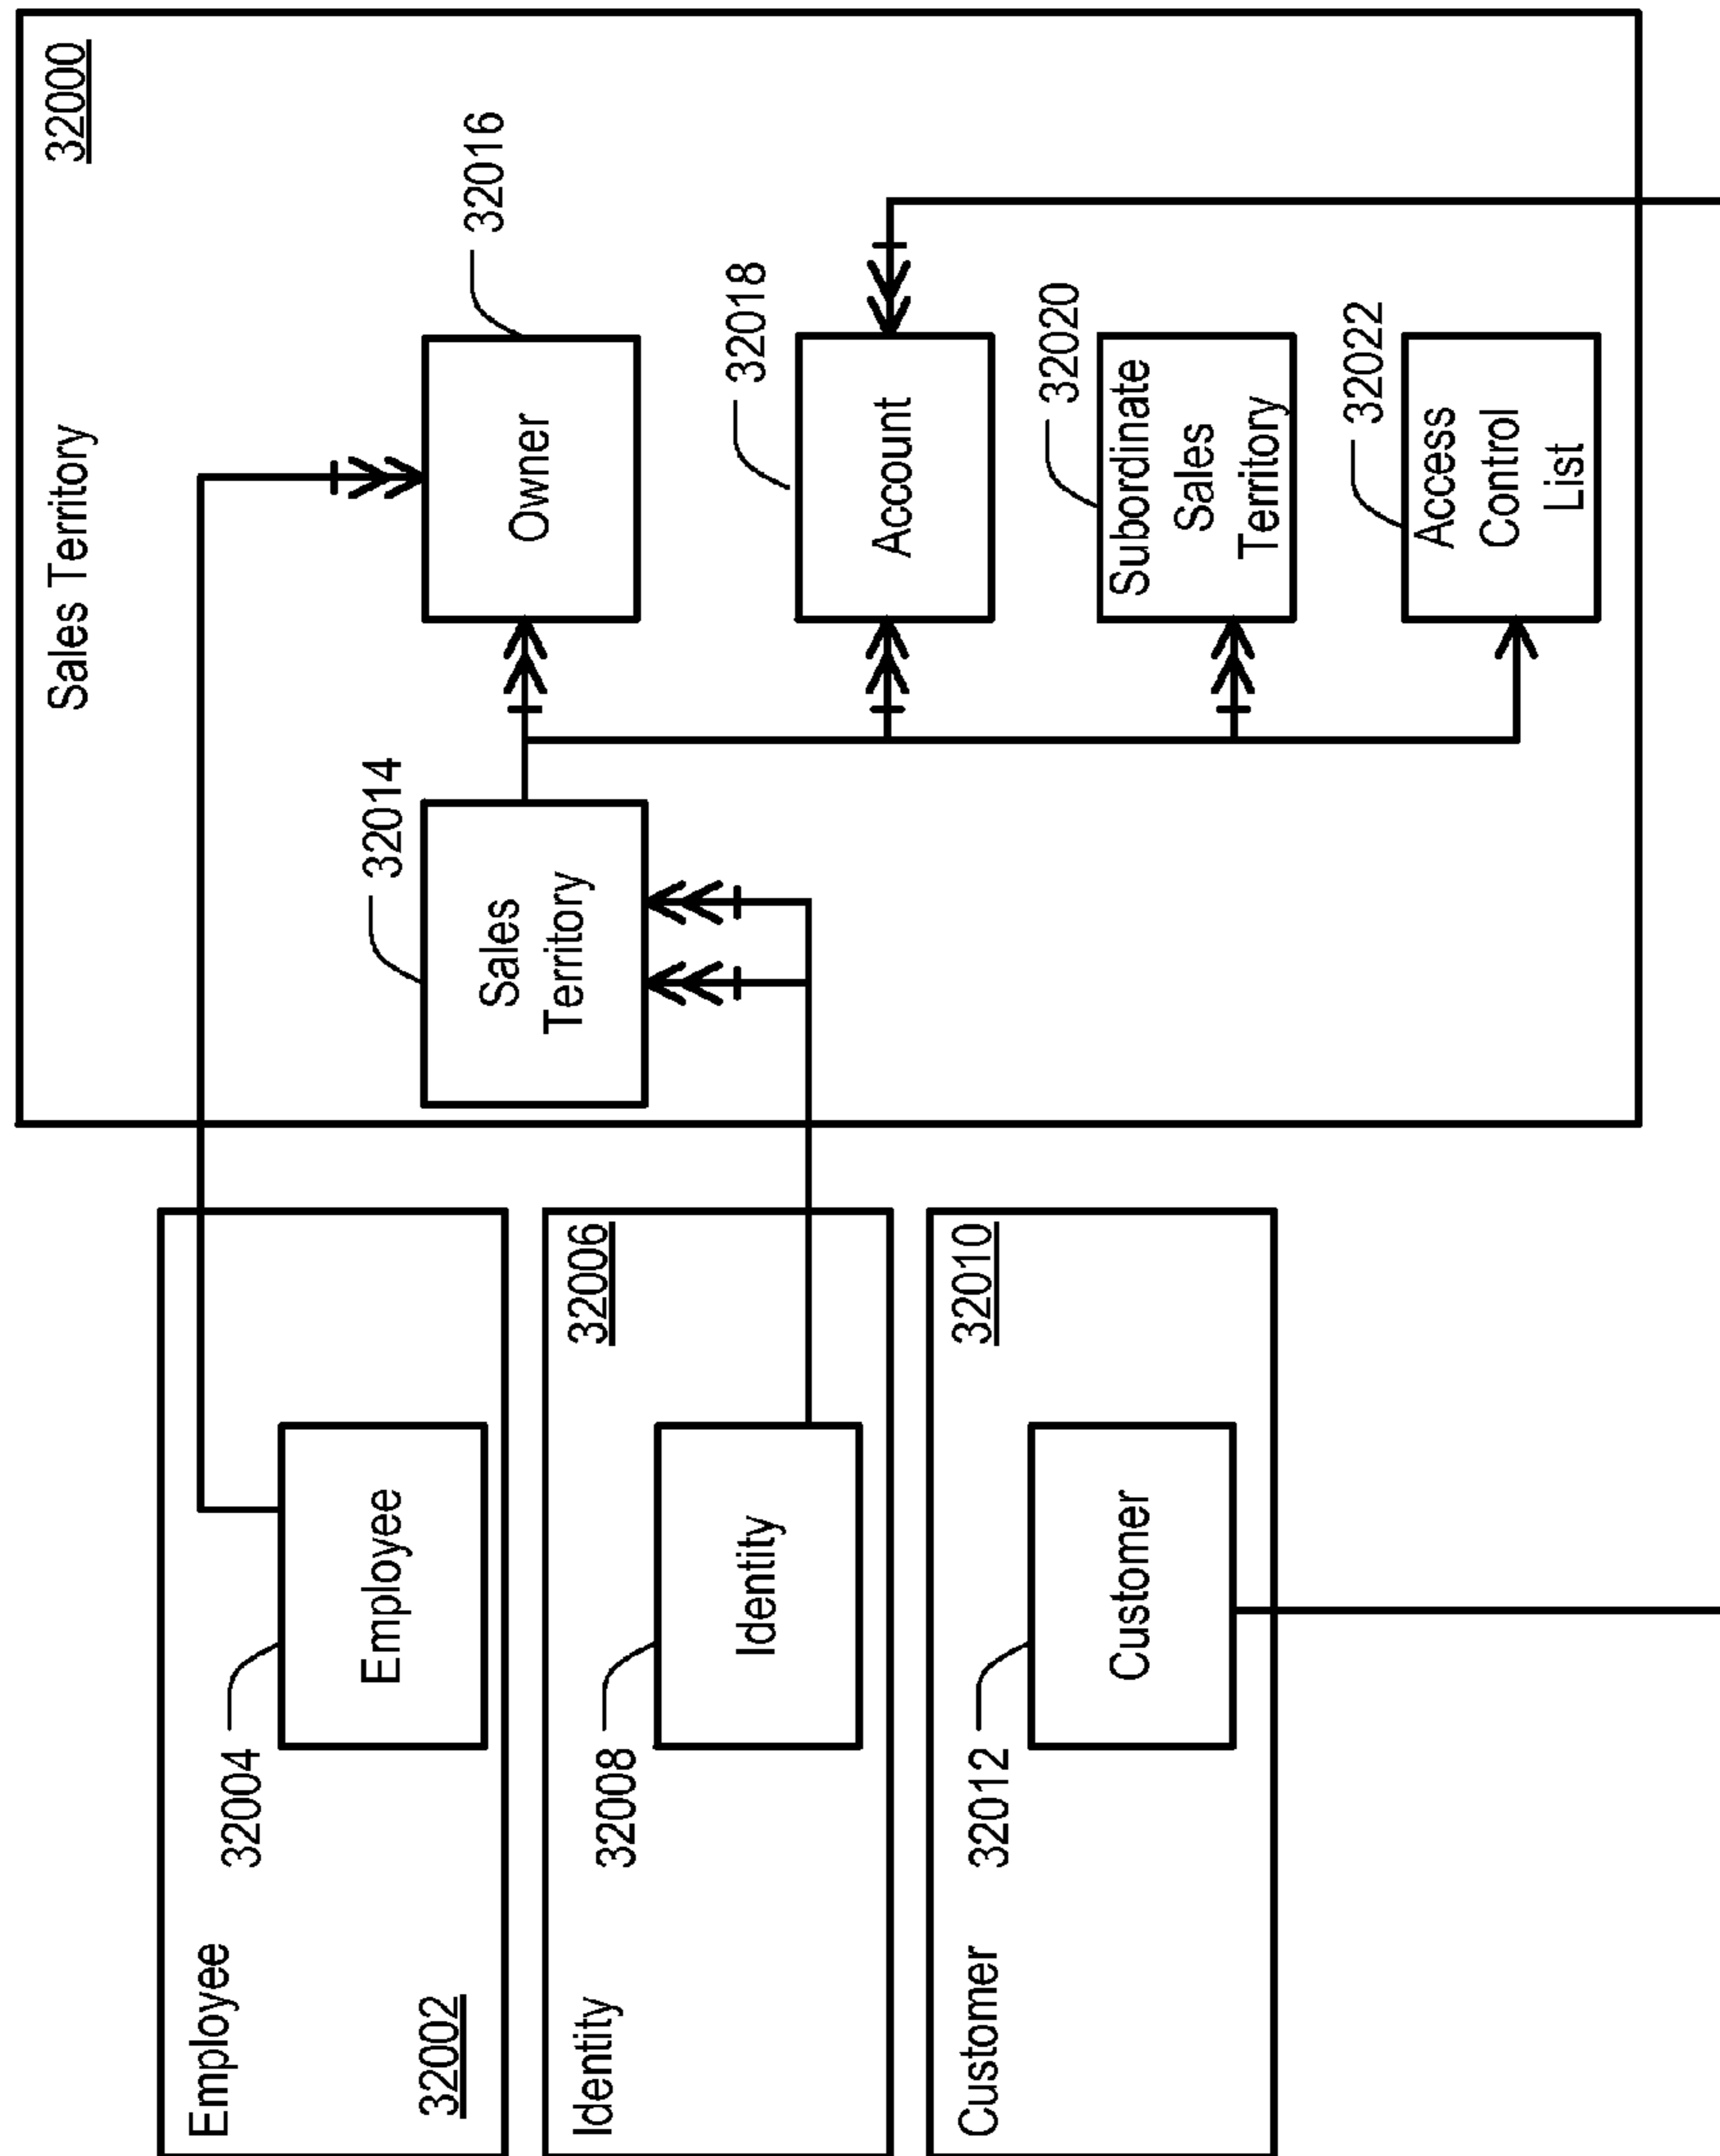 Employee
32002
32004
Employee
Identity
32006
32008
Identity
Customer
32010
32012
Customer
Sales Territory
32000
32014
Sales
Territory
32016
Owner
32018
Account
32020
Subordinate
Sales
Territory
32022
Access
Control
List